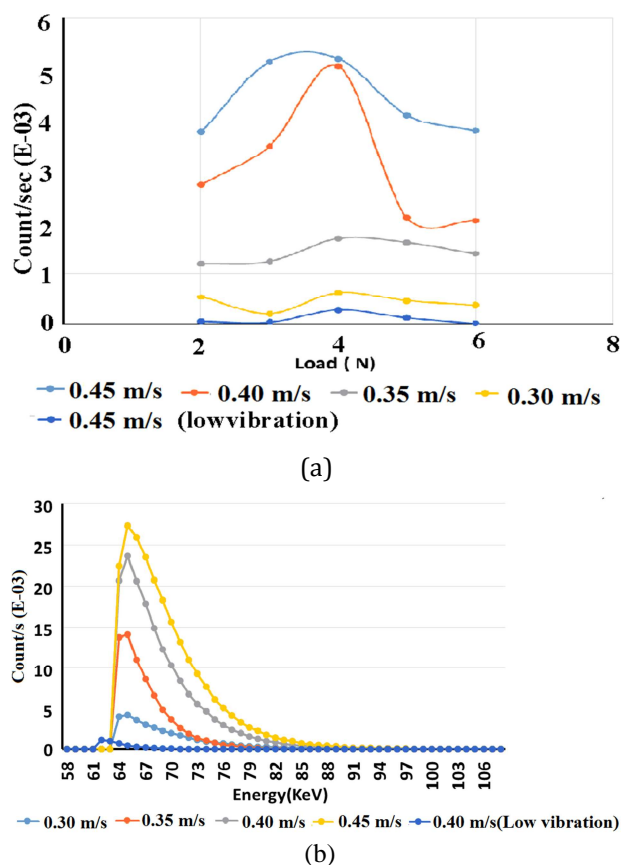 6
5
4
3
2
1
0
Count/sec (E-03)
0 2 4 6 8
Load ( N)
0.45 m/s 0.40 m/s 0.35 m/s 0.30 m/s
0.45 m/s (lowvibration)
(a)
30
25
20
15
10
5
0
Count/s (E-03)
58 61 64 67 70 73 76 79 82 85 88 91 94 97 100 103 106
Energy(KeV)
0.30 m/s 0.35 m/s 0.40 m/s 0.45 m/s 0.40 m/s(Low vibration)
(b)